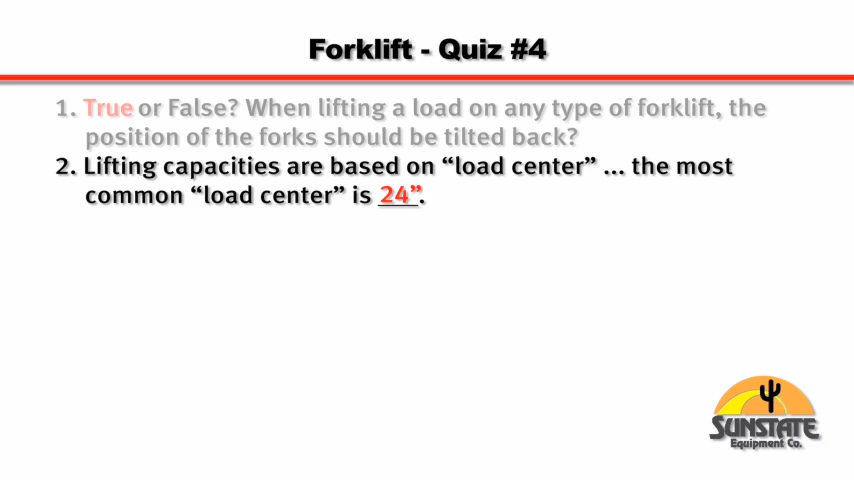 Forklift - Quiz #4
1. True or False? When lifting a load on any type of forklift, the
position of the forks should be tilted back?
2. Lifting capacities are based on “load center” ... the most
common “load center” is 24”.
SUNSTATE
Equipment Co.